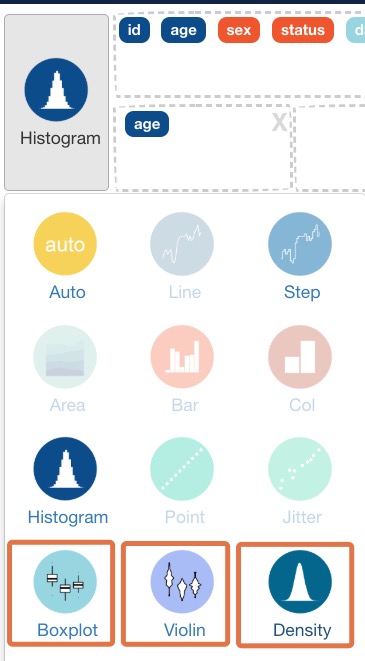 id age sex status d
Histogram
age X
auto
Auto Line Step
Area Bar Col
Histogram Point Jitter
Boxplot Violin Density